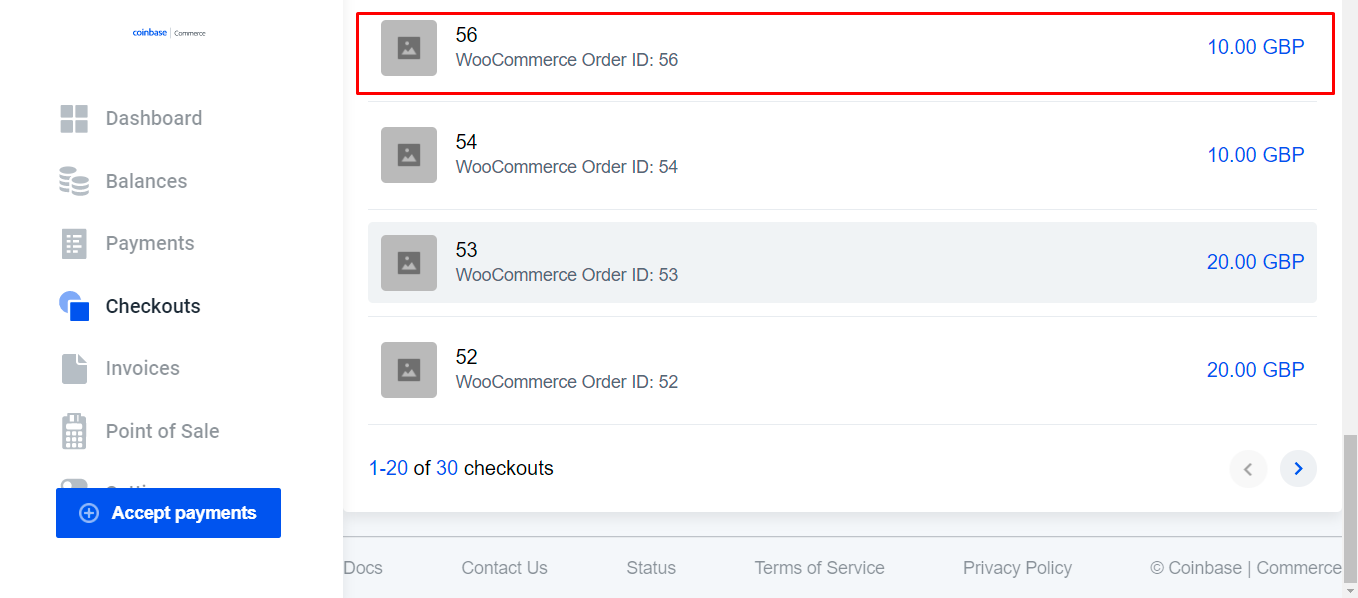 coinbase | Commerce
Dashboard
Balances
Payments
Checkouts
Invoices
Point of Sale
Accept payments
56
WooCommerce Order ID: 56
10.00 GBP
54
WooCommerce Order ID: 54
10.00 GBP
53
WooCommerce Order ID: 53
20.00 GBP
52
WooCommerce Order ID: 52
20.00 GBP
1-20 of 30 checkouts
Docs
Contact Us
Status
Terms of Service
Privacy Policy
© Coinbase | Commerce